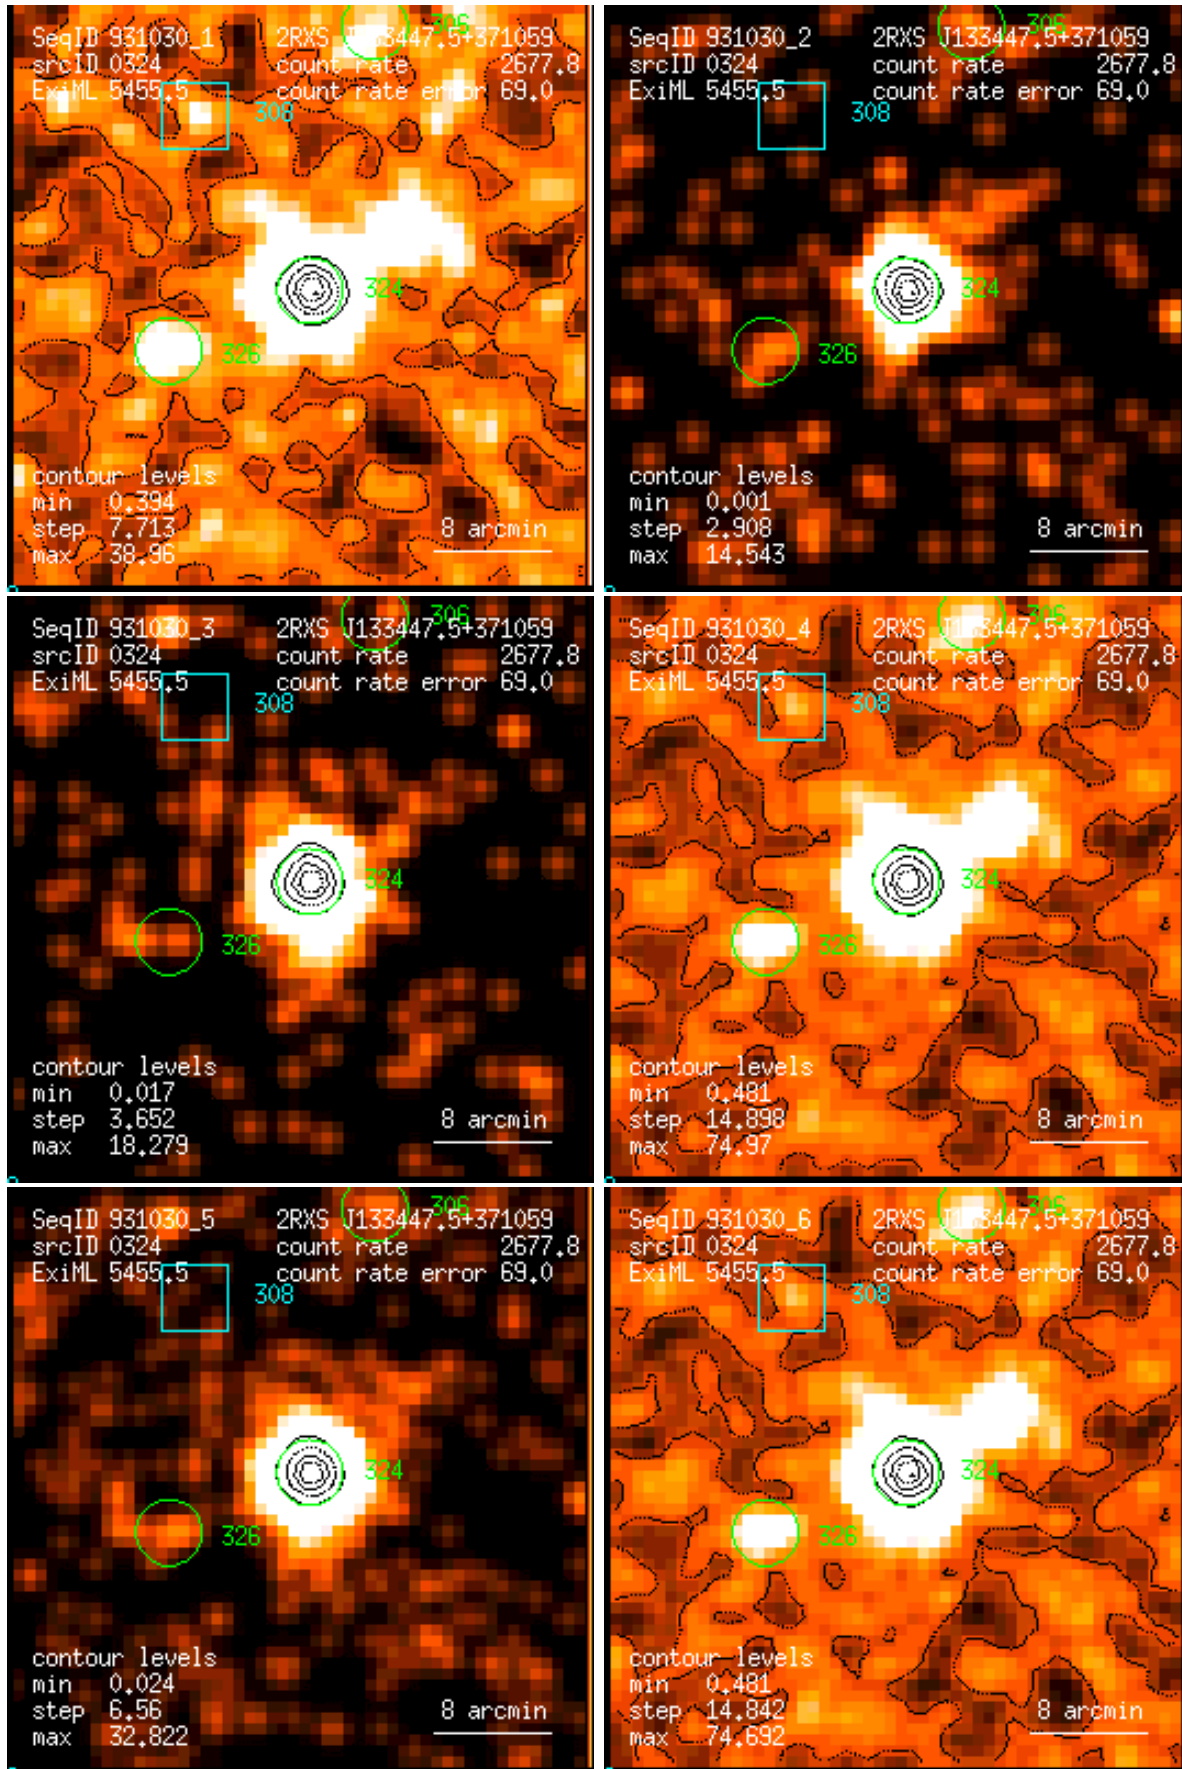 306
SeqID 931030_1 2RXS J133447.5+371059
srcID 0324 count rate 2677.8
ExiML 5455.5 count rate error 69.0
308
324
326
contour levels
min 0.394
step 7.713 8 arcmin
max 38.96
306
SeqID 931030_2 2RXS J133447.5+371059
srcID 0324 count rate 2677.8
ExiML 5455.5 count rate error 69.0
308
324
326
contour levels
min 0.001
step 2.908 8 arcmin
max 14.543
306
SeqID 931030_3 2RXS J133447.5+371059
srcID 0324 count rate 2677.8
ExiML 5455.5 count rate error 69.0
308
324
326
contour levels
min 0.017
step 3.652 8 arcmin
max 18.279
306
SeqID 931030_4 2RXS J133447.5+371059
srcID 0324 count rate 2677.8
ExiML 5455.5 count rate error 69.0
308
324
326
contour levels
min 0.481
step 14.898 8 arcmin
max 74.97
306
SeqID 931030_5 2RXS J133447.5+371059
srcID 0324 count rate 2677.8
ExiML 5455.5 count rate error 69.0
308
324
326
contour levels
min 0.024
step 6.56 8 arcmin
max 32.822
306
SeqID 931030_6 2RXS J133447.5+371059
srcID 0324 count rate 2677.8
ExiML 5455.5 count rate error 69.0
308
324
326
contour levels
min 0.481
step 14.842 8 arcmin
max 74.692